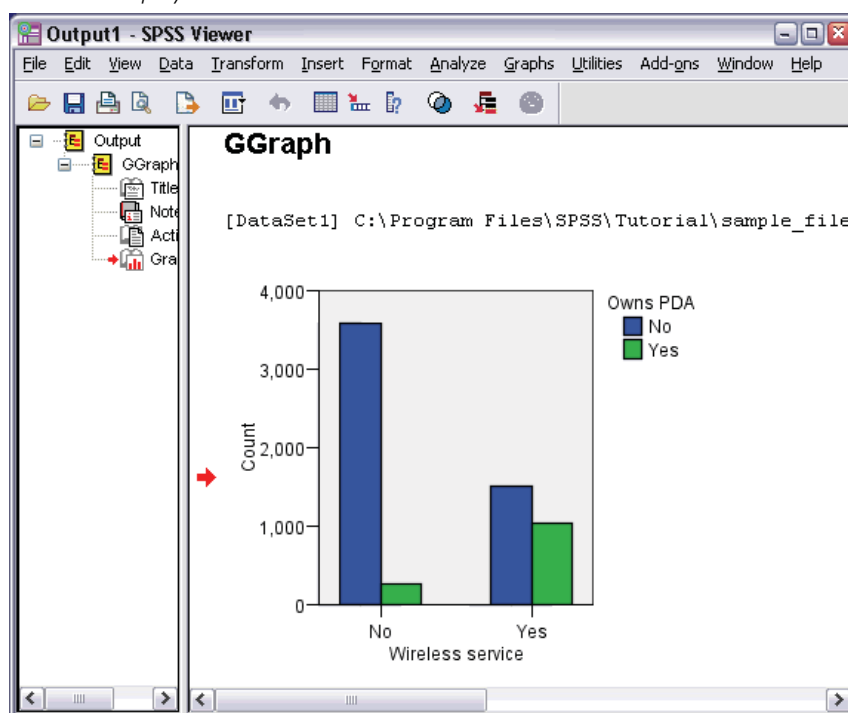 Output1 - SPSS Viewer
File Edit View Data Transform Insert Format Analyze Graphs Utilities Add-ons Window Help
Output
GGraph
Title
Note
Acti
Gra
GGraph
[DataSet1] C:\Program Files\SPSS\Tutorial\sample_file
4,000
3,000
2,000
1,000
0
Count
No
Yes
Wireless service
Owns PDA
No
Yes